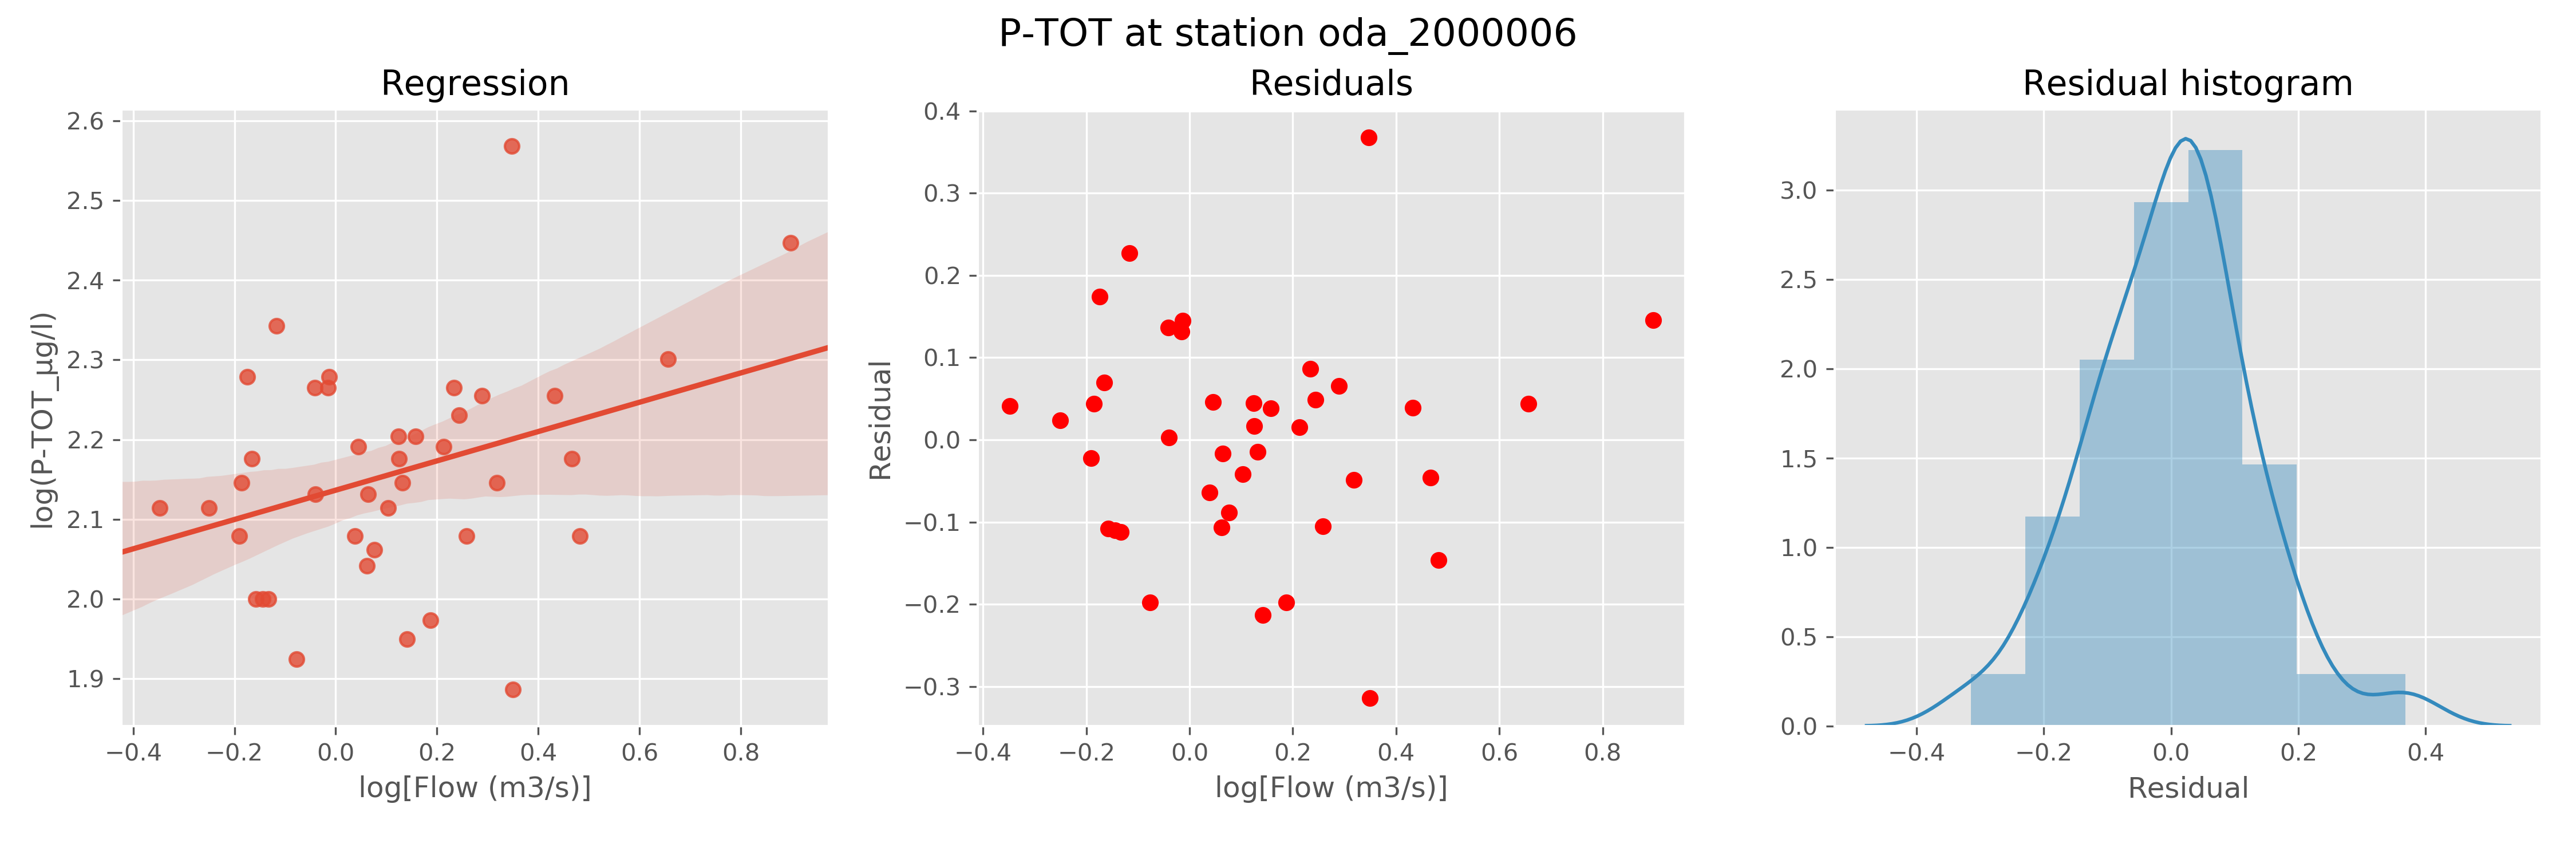 P-TOT at station oda_2000006
Regression
2.6
2.5
2.4
2.3
2.2
2.1
2.0
1.9
log(P-TOT_µg/l)
−0.4 −0.2 0.0 0.2 0.4 0.6 0.8
log[Flow (m3/s)]
Residuals
0.4
0.3
0.2
0.1
0.0
−0.1
−0.2
−0.3
Residual
−0.4 −0.2 0.0 0.2 0.4 0.6 0.8
log[Flow (m3/s)]
Residual histogram
3.0
2.5
2.0
1.5
1.0
0.5
0.0
−0.4 −0.2 0.0 0.2 0.4
Residual